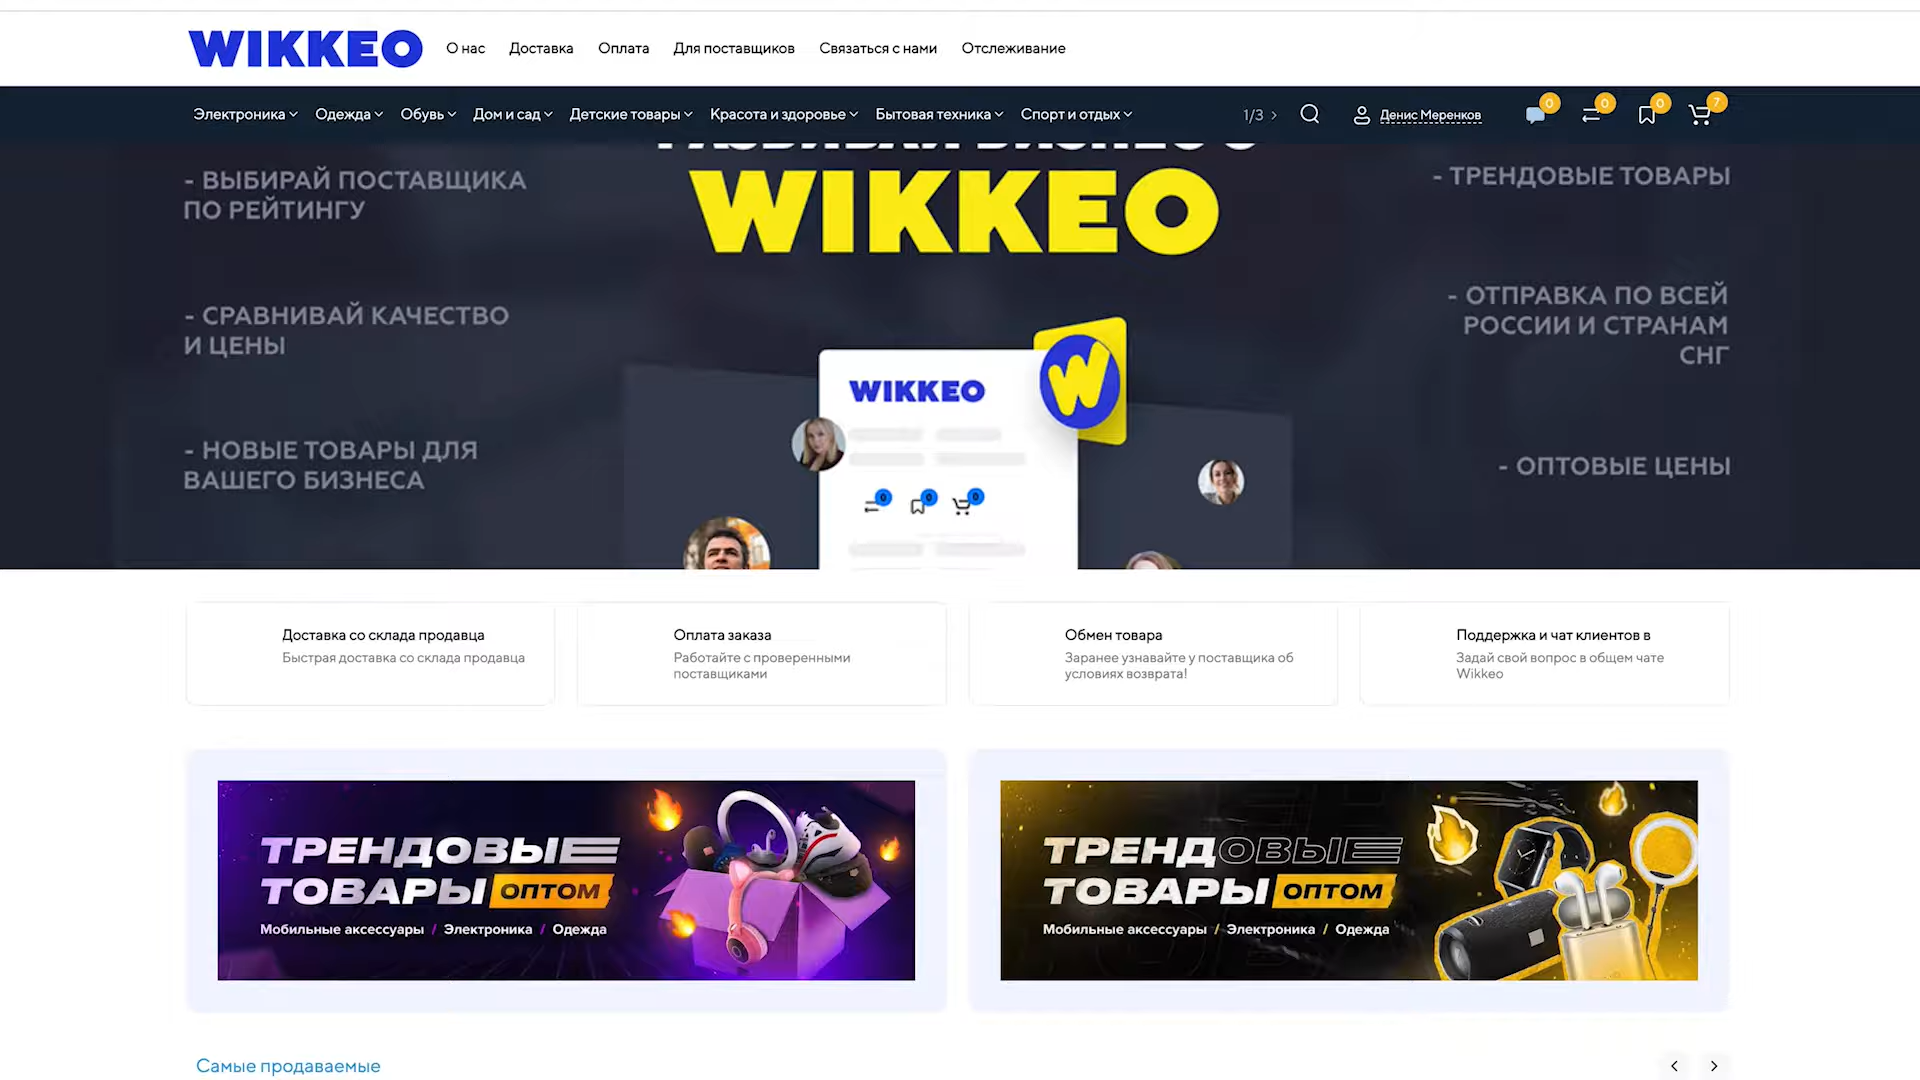 WIKKEO
О нас
Доставка
Оплата
Для поставщиков
Связаться с нами
Отслеживание
Электроника
Одежда
Обувь
Дом и сад
Детские товары
Красота и здоровье
Бытовая техника
Спорт и отдых
1/3
Денис Меренков
0
0
0
7
WIKKEO
- ВЫБИРАЙ ПОСТАВЩИКА
ПО РЕЙТИНГУ
- СРАВНИВАЙ КАЧЕСТВО
И ЦЕНЫ
- НОВЫЕ ТОВАРЫ ДЛЯ
ВАШЕГО БИЗНЕСА
WIKKEO
W
0
0
0
- ТРЕНДОВЫЕ ТОВАРЫ
- ОТПРАВКА ПО ВСЕЙ
РОССИИ И СТРАНАМ
СНГ
- ОПТОВЫЕ ЦЕНЫ
Доставка со склада продавца
Быстрая доставка со склада продавца
Оплата заказа
Работайте с проверенными
поставщиками
Обмен товара
Заранее узнавайте у поставщика об
условиях возврата!
Поддержка и чат клиентов в
Задай свой вопрос в общем чате
Wikkeo
ТРЕНДОВЫЕ
ТОВАРЫ ОПТОМ
Мобильные аксессуары / Электроника / Одежда
ТРЕНДОВЫЕ
ТОВАРЫ ОПТОМ
Мобильные аксессуары / Электроника / Одежда
Самые продаваемые